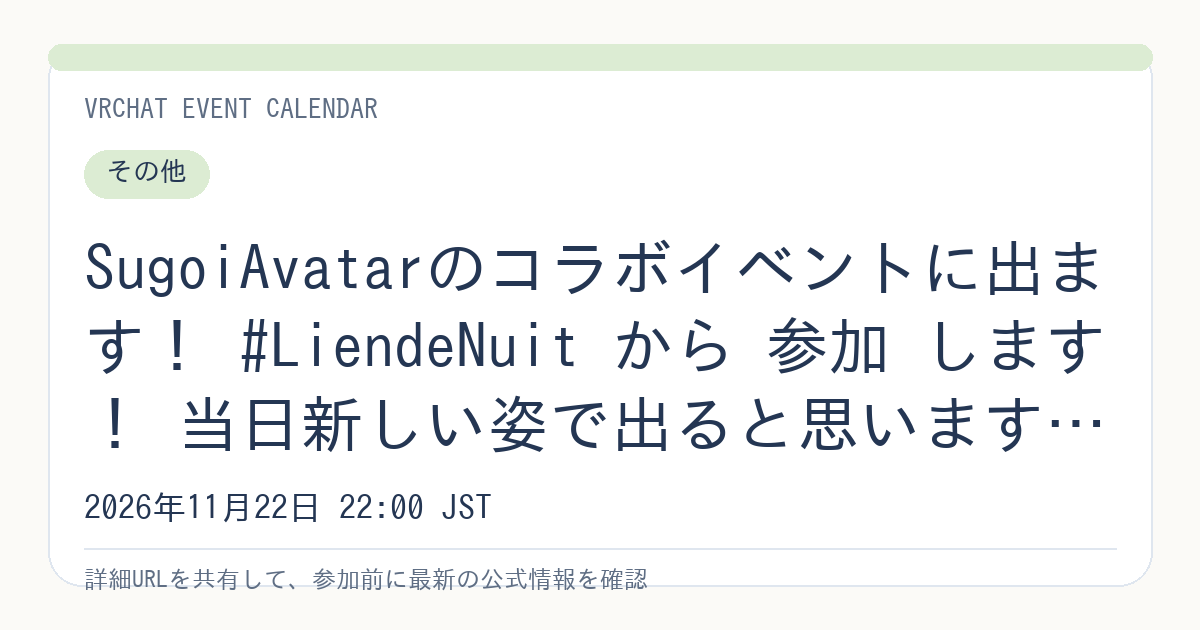 VRCHAT EVENT CALENDAR
その他
SugoiAvatarのコラボイベントに出ま
す！ #LiendeNuit から 参加 します
！ 当日新しい姿で出ると思います…
2026年11月22日 22:00 JST
詳細URLを共有して、参加前に最新の公式情報を確認